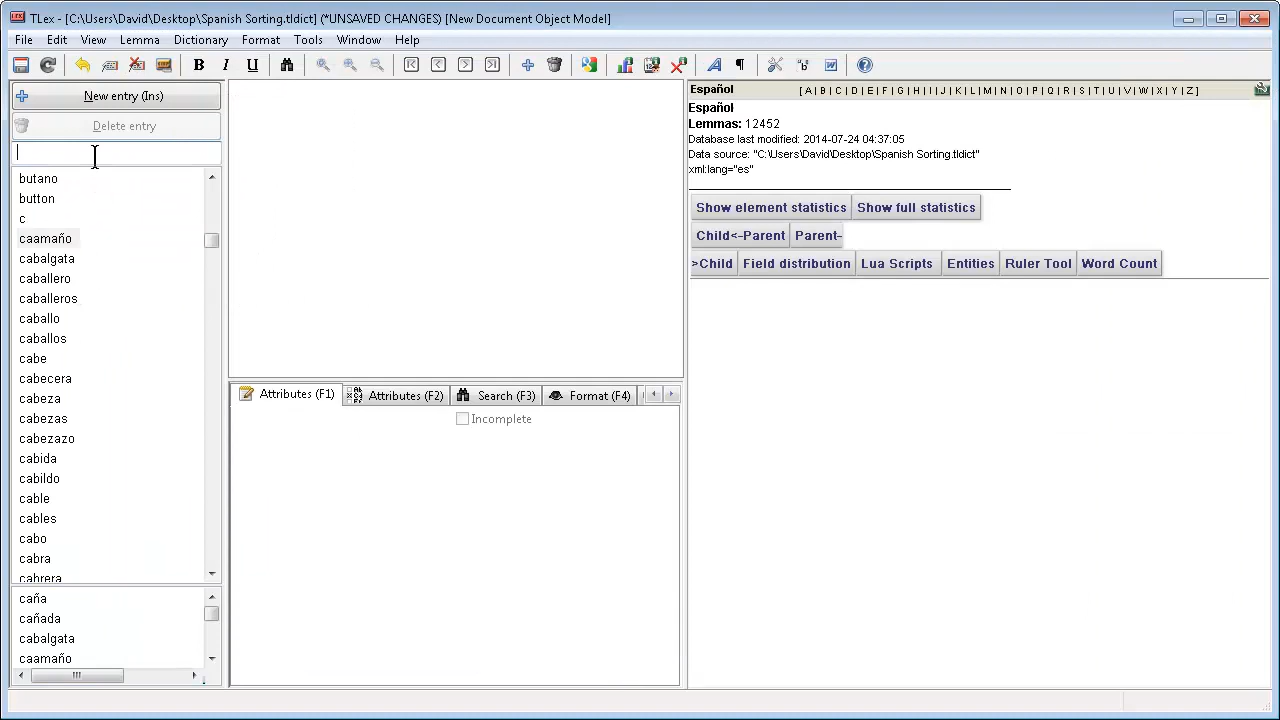 TLex - [C:\Users\David\Desktop\Spanish Sorting.tldict] (*UNSAVED CHANGES) [New Document Object Model]
File Edit View Lemma Dictionary Format Tools Window Help
B I U
New entry (Ins)
Delete entry
butano
button
c
caamaño
cabalgata
caballero
caballeros
caballo
caballos
cabe
cabecera
cabeza
cabezas
cabezazo
cabida
cabildo
cable
cables
cabo
cabra
cabrera
caña
cañada
cabalgata
caamaño
Attributes (F1) Attributes (F2) Search (F3) Format (F4)
Incomplete
Español [A|B|C|D|E|F|G|H|I|J|K|L|M|N|O|P|Q|R|S|T|U|V|W|X|Y|Z]
Español
Lemmas: 12452
Database last modified: 2014-07-24 04:37:05
Data source: "C:\Users\David\Desktop\Spanish Sorting.tldict"
xml:lang="es"
Show element statistics Show full statistics
Child<-Parent Parent-
>Child Field distribution Lua Scripts Entities Ruler Tool Word Count